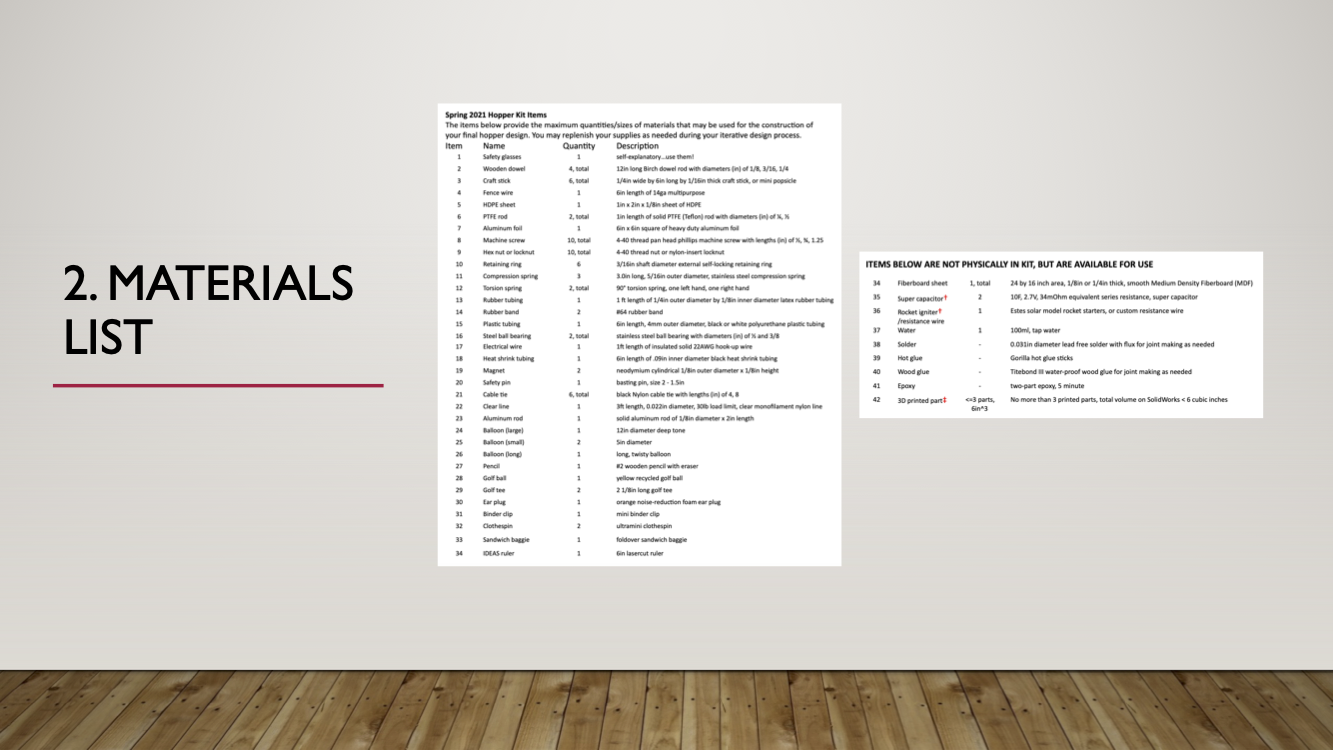 2. MATERIALS
LIST
Spring 2021 Hopper Kit Items
The items below provide the maximum quantities/sizes of materials that may be used for the construction of
your final hopper design. You may replenish your supplies as needed during your iterative design process.
Item Name Quantity Description
1 Safety glasses 1 self-explanatory...use them!
2 Wooden dowel 4, total 12in long Birch dowel rod with diameters (in) of 1/8, 3/16, 1/4
3 Craft stick 6, total 1/4in wide by 6in long by 1/16in thick craft stick, or mini popsicle
4 Fence wire 1 6in length of 14ga multipurpose
5 HDPE sheet 1 1in x 2in x 1/8in sheet of HDPE
6 PTFE rod 2, total 1in length of solid PTFE (Teflon) rod with diameters (in) of ¼, ½
7 Aluminum foil 1 6in x 6in square of heavy duty aluminum foil
8 Machine screw 10, total 4-40 thread pan head phillips machine screw with lengths (in) of ½, ¾, 1.25
9 Hex nut or locknut 10, total 4-40 thread nut or nylon-insert locknut
10 Retaining ring 6 3/16in shaft diameter external self-locking retaining ring
11 Compression spring 3 3.0in long, 5/16in outer diameter, stainless steel compression spring
12 Torsion spring 2, total 90° torsion spring, one left hand, one right hand
13 Rubber tubing 1 1 ft length of 1/4in outer diameter by 1/8in inner diameter latex rubber tubing
14 Rubber band 2 #64 rubber band
15 Plastic tubing 1 6in length, 4mm outer diameter, black or white polyurethane plastic tubing
16 Steel ball bearing 2, total stainless steel ball bearing with diameters (in) of ½ and 3/8
17 Electrical wire 1 1ft length of insulated solid 22AWG hook-up wire
18 Heat shrink tubing 1 6in length of .09in inner diameter black heat shrink tubing
19 Magnet 2 neodymium cylindrical 1/8in outer diameter x 1/8in height
20 Safety pin 1 basting pin, size 2 - 1.5in
21 Cable tie 6, total black Nylon cable tie with lengths (in) of 4, 8
22 Clear line 1 3ft length, 0.022in diameter, 30lb load limit, clear monofilament nylon line
23 Aluminum rod 1 solid aluminum rod of 1/8in diameter x 2in length
24 Balloon (large) 1 12in diameter deep tone
25 Balloon (small) 2 5in diameter
26 Balloon (long) 1 long, twisty balloon
27 Pencil 1 #2 wooden pencil with eraser
28 Golf ball 1 yellow recycled golf ball
29 Golf tee 2 2 1/8in long golf tee
30 Ear plug 1 orange noise-reduction foam ear plug
31 Binder clip 1 mini binder clip
32 Clothespin 2 ultramini clothespin
33 Sandwich baggie 1 foldover sandwich baggie
34 IDEAS ruler 1 6in lasercut ruler
ITEMS BELOW ARE NOT PHYSICALLY IN KIT, BUT ARE AVAILABLE FOR USE
34 Fiberboard sheet 1, total 24 by 16 inch area, 1/8in or 1/4in thick, smooth Medium Density Fiberboard (MDF)
35 Super capacitor† 2 10F, 2.7V, 34mOhm equivalent series resistance, super capacitor
36 Rocket igniter† 1 Estes solar model rocket starters, or custom resistance wire
/resistance wire
37 Water 1 100ml, tap water
38 Solder - 0.031in diameter lead free solder with flux for joint making as needed
39 Hot glue - Gorilla hot glue sticks
40 Wood glue - Titebond III water-proof wood glue for joint making as needed
41 Epoxy - two-part epoxy, 5 minute
42 3D printed part‡ <=3 parts, No more than 3 printed parts, total volume on SolidWorks < 6 cubic inches
6in^3